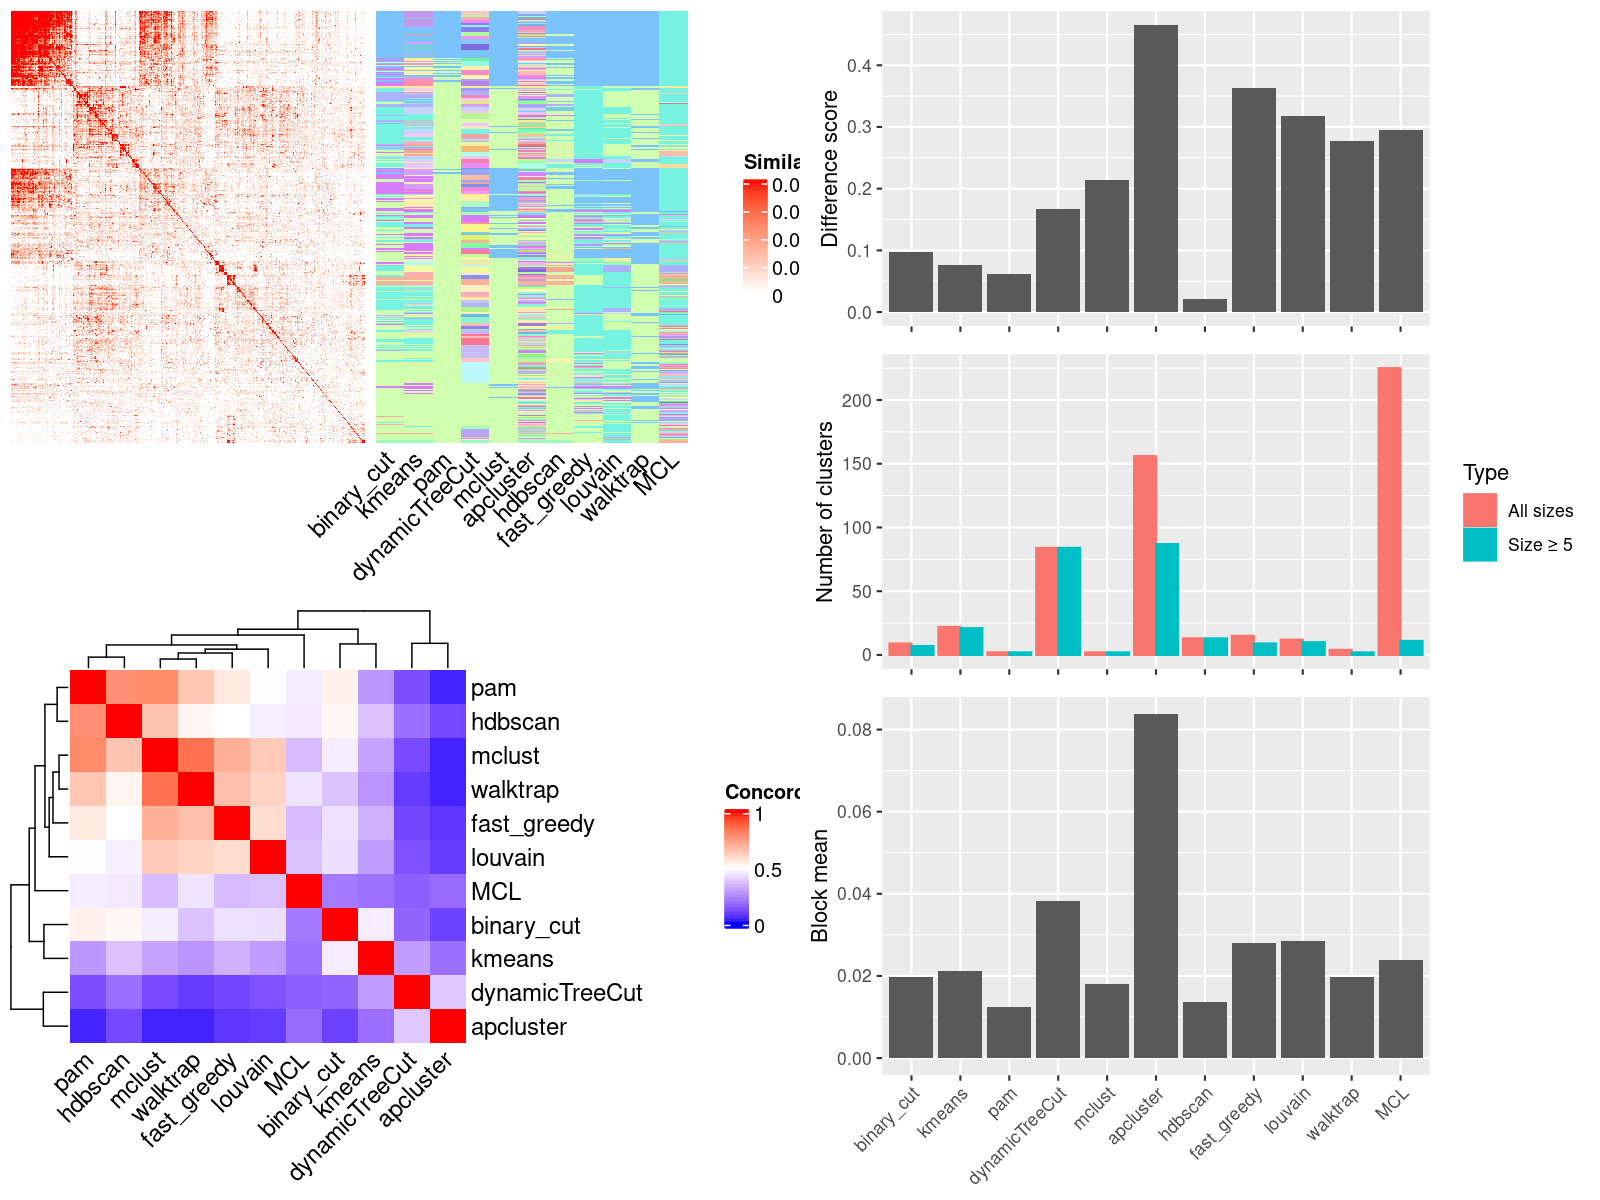 Simila
0.0
0.0
0.0
0.0
0
binary_cut
kmeans
pam
dynamicTreeCut
mclust
apcluster
hdbscan
fast_greedy
louvain
walktrap
MCL
pam
hdbscan
mclust
walktrap
fast_greedy
louvain
MCL
binary_cut
kmeans
dynamicTreeCut
apcluster
pam
hdbscan
mclust
walktrap
fast_greedy
louvain
MCL
binary_cut
kmeans
dynamicTreeCut
apcluster
Concord
1
0.5
0
Difference score
0.4
0.3
0.2
0.1
0.0
Number of clusters
200
150
100
50
0
Type
All sizes
Size ≥ 5
Block mean
0.08
0.06
0.04
0.02
0.00
binary_cut
kmeans
pam
dynamicTreeCut
mclust
apcluster
hdbscan
fast_greedy
louvain
walktrap
MCL